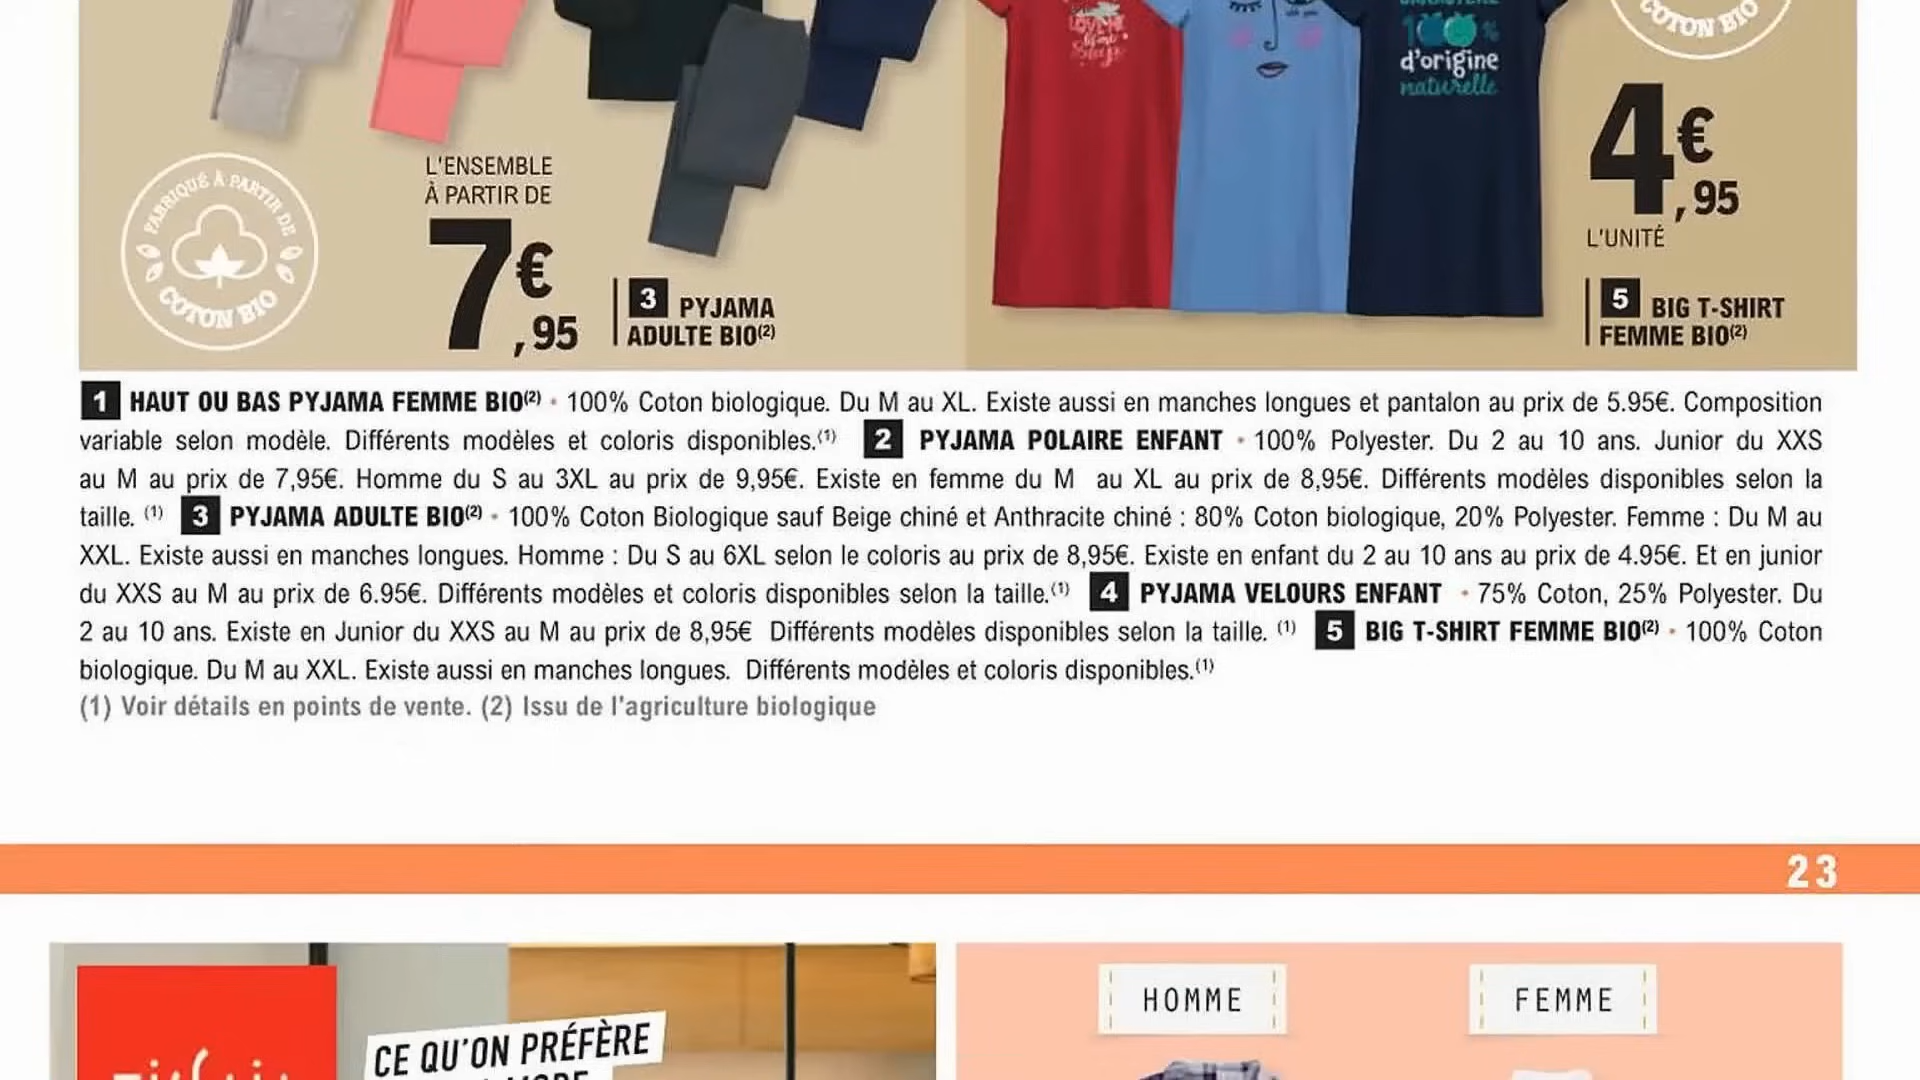 LOVE ME
let me
Sleep
100%
d'origine
naturelle
COTON BIO
4€,95
L'UNITÉ
5 BIG T-SHIRT
FEMME BIO(2)
FABRIQUÉ À PARTIR DE
COTON BIO
L'ENSEMBLE
À PARTIR DE
7€,95
3 PYJAMA
ADULTE BIO(2)
1 HAUT OU BAS PYJAMA FEMME BIO(2) • 100% Coton biologique. Du M au XL. Existe aussi en manches longues et pantalon au prix de 5.95€. Composition
variable selon modèle. Différents modèles et coloris disponibles.(1) 2 PYJAMA POLAIRE ENFANT • 100% Polyester. Du 2 au 10 ans. Junior du XXS
au M au prix de 7,95€. Homme du S au 3XL au prix de 9,95€. Existe en femme du M au XL au prix de 8,95€. Différents modèles disponibles selon la
taille. (1) 3 PYJAMA ADULTE BIO(2) • 100% Coton Biologique sauf Beige chiné et Anthracite chiné : 80% Coton biologique, 20% Polyester. Femme : Du M au
XXL. Existe aussi en manches longues. Homme : Du S au 6XL selon le coloris au prix de 8,95€. Existe en enfant du 2 au 10 ans au prix de 4.95€. Et en junior
du XXS au M au prix de 6.95€. Différents modèles et coloris disponibles selon la taille.(1) 4 PYJAMA VELOURS ENFANT • 75% Coton, 25% Polyester. Du
2 au 10 ans. Existe en Junior du XXS au M au prix de 8,95€ Différents modèles disponibles selon la taille. (1) 5 BIG T-SHIRT FEMME BIO(2) • 100% Coton
biologique. Du M au XXL. Existe aussi en manches longues. Différents modèles et coloris disponibles.(1)
(1) Voir détails en points de vente. (2) Issu de l'agriculture biologique
23
CE QU'ON PRÉFÈRE
HOMME
FEMME